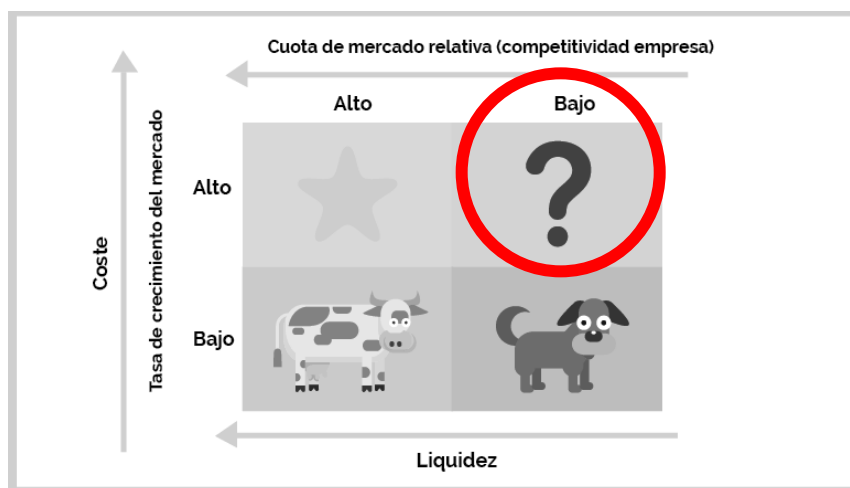 Cuota de mercado relativa (competitividad empresa)
Alto
Bajo
Coste
Tasa de crecimiento del mercado
Alto
?
Bajo
Liquidez